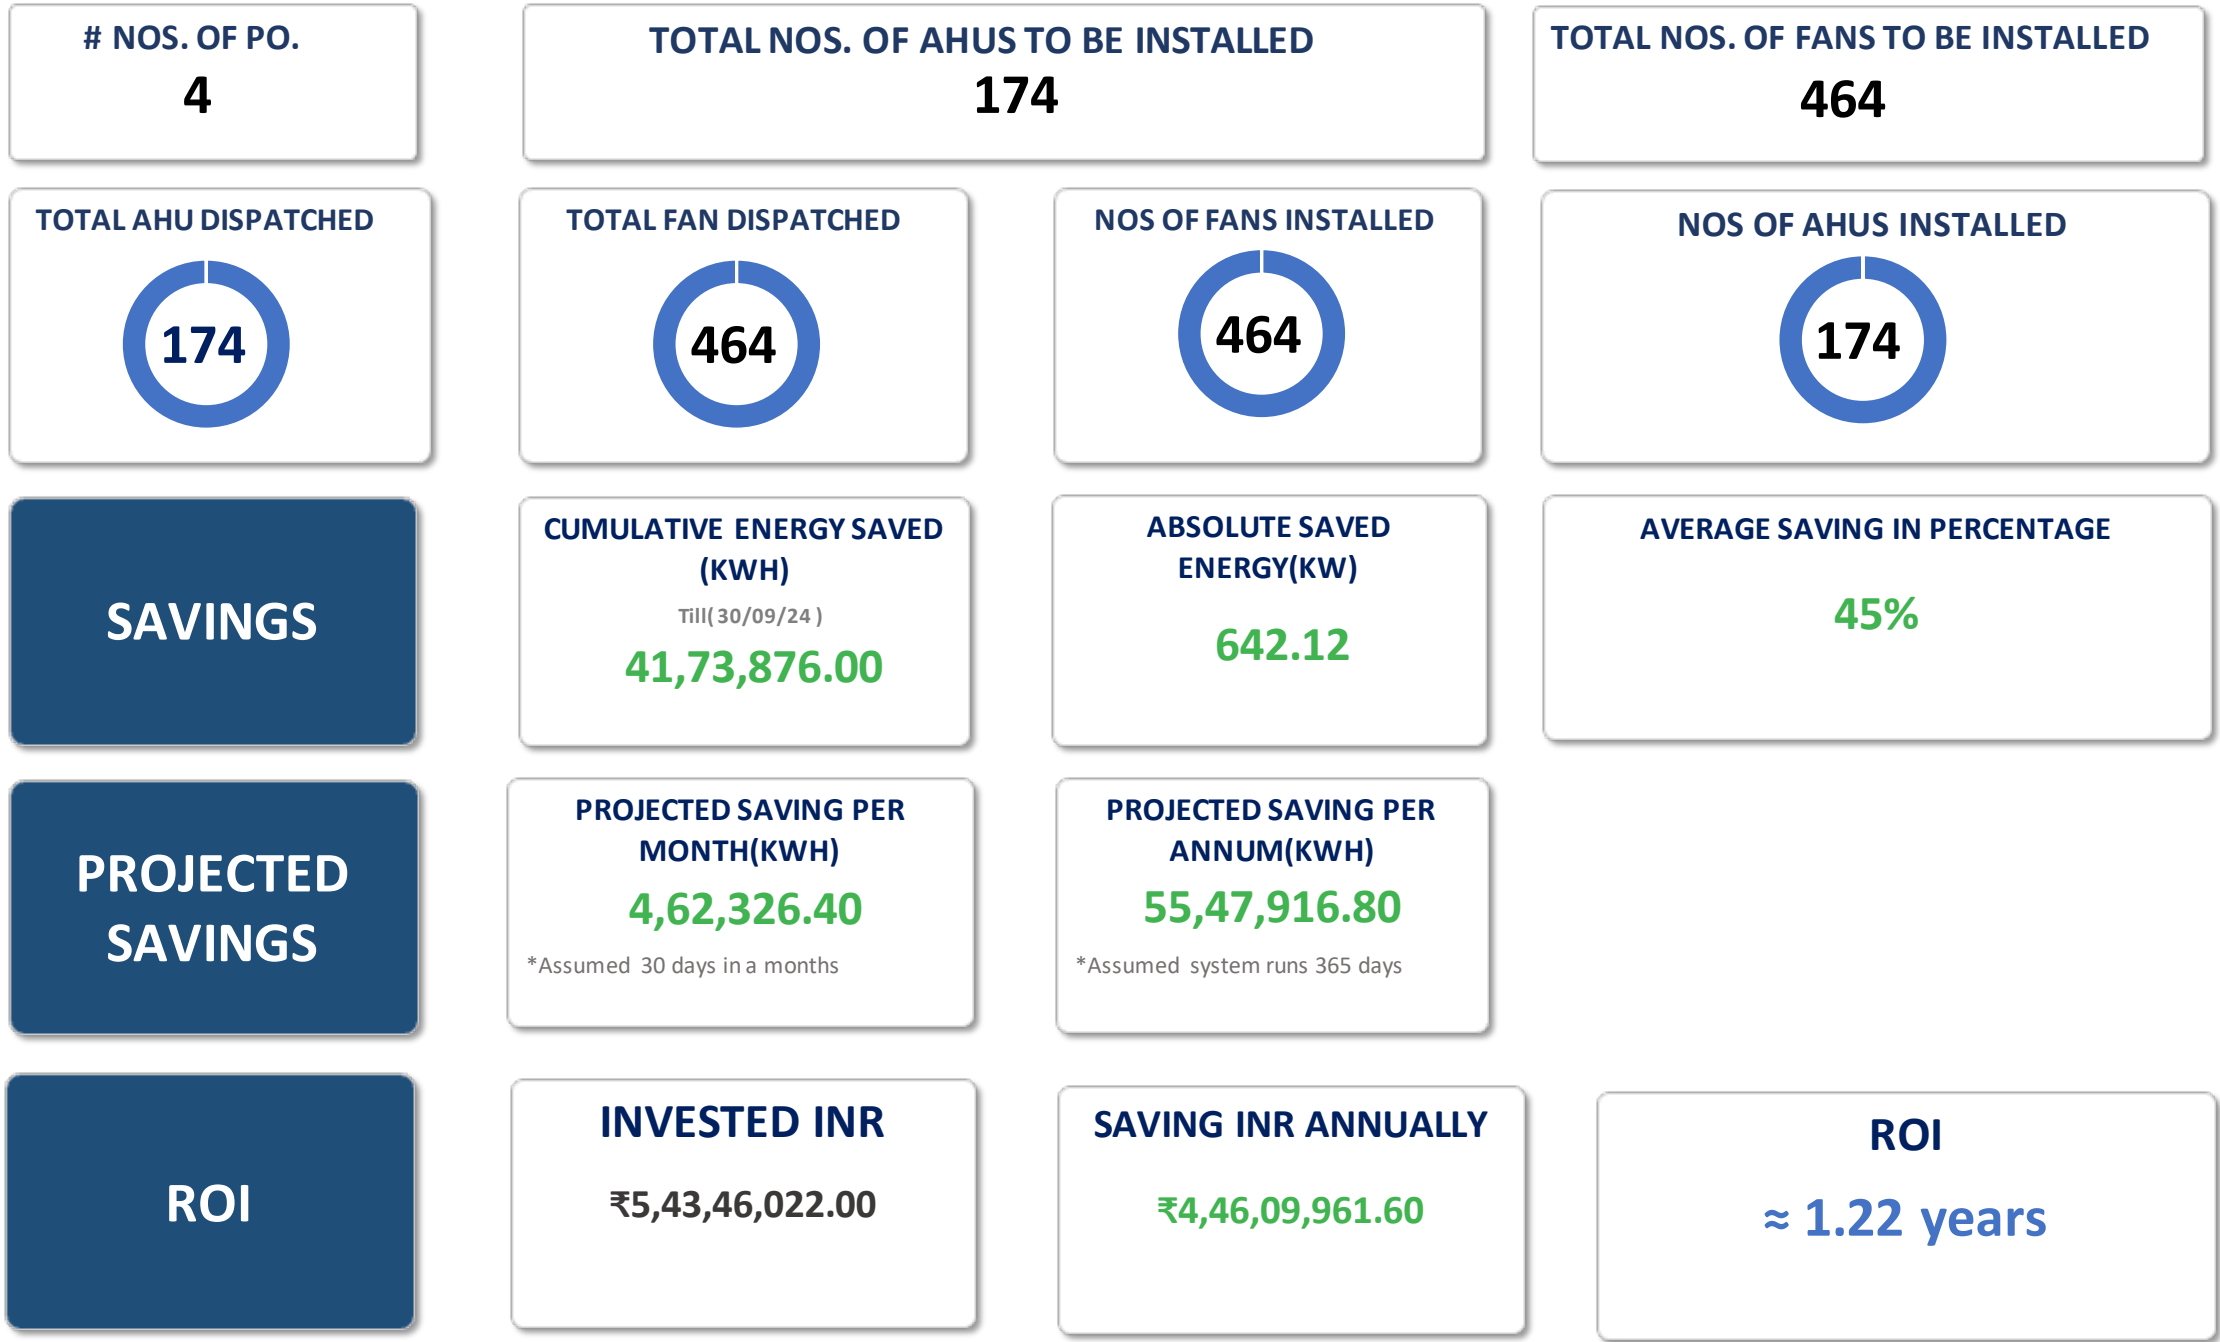 # NOS. OF PO.
4
TOTAL NOS. OF AHUS TO BE INSTALLED
174
TOTAL NOS. OF FANS TO BE INSTALLED
464
TOTAL AHU DISPATCHED
174
TOTAL FAN DISPATCHED
464
NOS OF FANS INSTALLED
464
NOS OF AHUS INSTALLED
174
SAVINGS
CUMULATIVE ENERGY SAVED
(KWH)
Till( 30/09/24 )
41,73,876.00
ABSOLUTE SAVED
ENERGY(KW)
642.12
AVERAGE SAVING IN PERCENTAGE
45%
PROJECTED
SAVINGS
PROJECTED SAVING PER
MONTH(KWH)
4,62,326.40
*Assumed 30 days in a months
PROJECTED SAVING PER
ANNUM(KWH)
55,47,916.80
*Assumed system runs 365 days
ROI
INVESTED INR
₹5,43,46,022.00
SAVING INR ANNUALLY
₹4,46,09,961.60
ROI
≈ 1.22 years